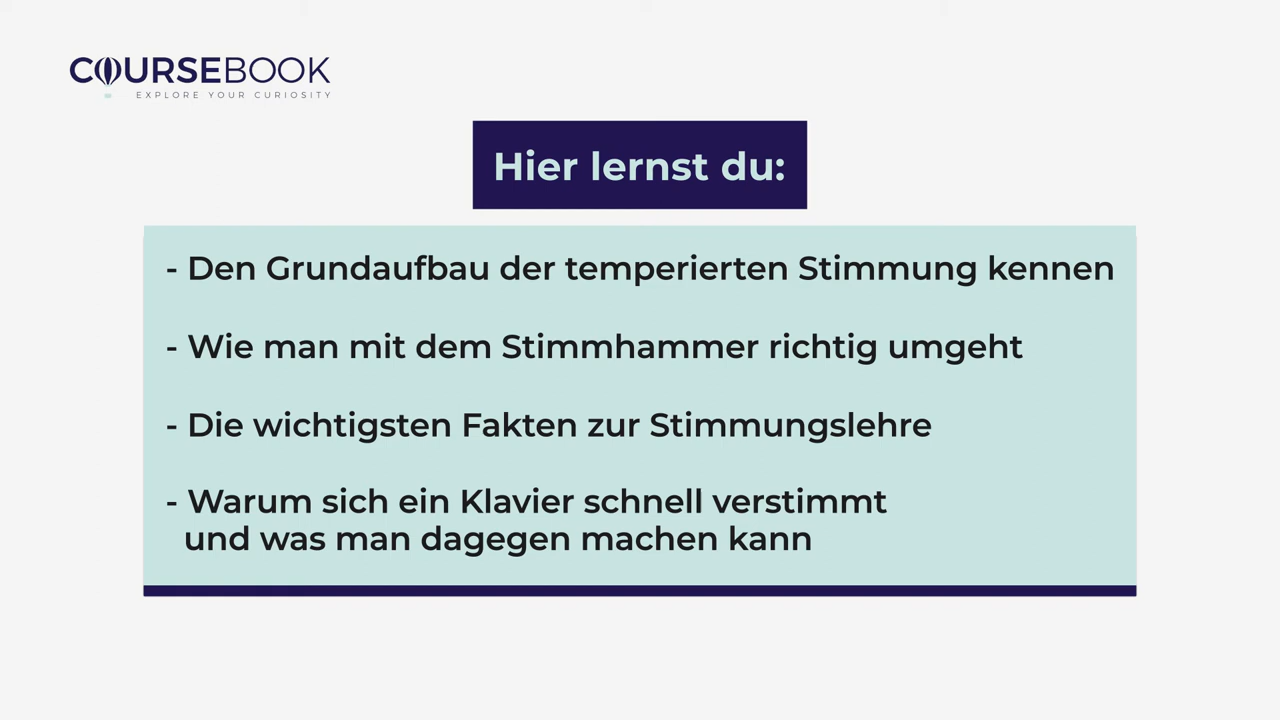 COURSEBOOK
EXPLORE YOUR CURIOSITY
Hier lernst du:
- Den Grundaufbau der temperierten Stimmung kennen
- Wie man mit dem Stimmhammer richtig umgeht
- Die wichtigsten Fakten zur Stimmungslehre
- Warum sich ein Klavier schnell verstimmt
und was man dagegen machen kann